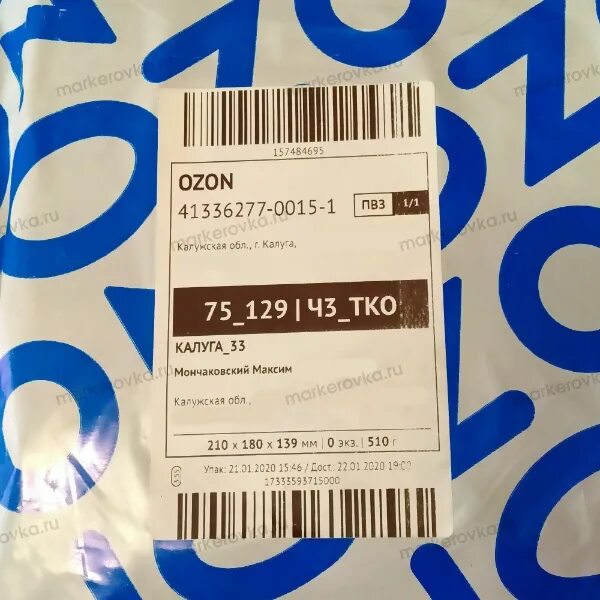 157484695
OZON
41336277-0015-1 ПВЗ 1/1
Калужская обл., г. Калуга,
75_129 | ЧЗ_ТКО
КАЛУГА_33
Мончаковский Максим
Калужская обл.,
210 x 180 x 139 мм | 0 экз. | 510 г
Упак: 21.01.2020 15:46 / Дост.: 22.01.2020 19:00
17333593715000
markerovka.ru